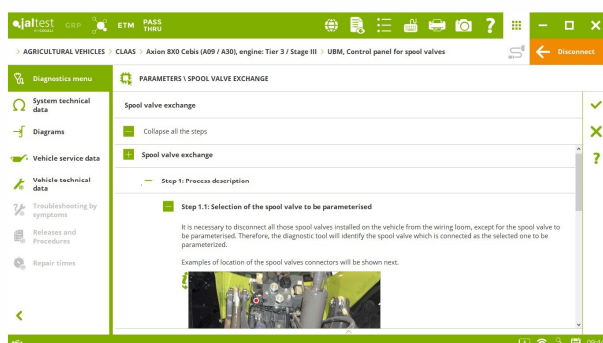 jaltest GRP ETM PASS THRU ?
BY COJALI
> AGRICULTURAL VEHICLES > CLAAS > Axion 8X0 Cebis (A09 / A30), engine: Tier 3 / Stage III > UBM, Control panel for spool valves
Disconnect
Diagnostics menu
PARAMETERS \ SPOOL VALVE EXCHANGE
System technical
data
Diagrams
Vehicle service data
Vehicle technical
data
Troubleshooting by
symptoms
Releases and
Procedures
Repair times
Spool valve exchange
Collapse all the steps
Spool valve exchange
Step 1: Process description
Step 1.1: Selection of the spool valve to be parameterised
It is necessary to disconnect all those spool valves installed on the vehicle from the wiring loom, except for the spool valve to
be parameterised. Therefore, the diagnostic tool will identify the spool valve which is connected as the selected one to be
parameterized.
Examples of location of the spool valves connectors will be shown next.
?